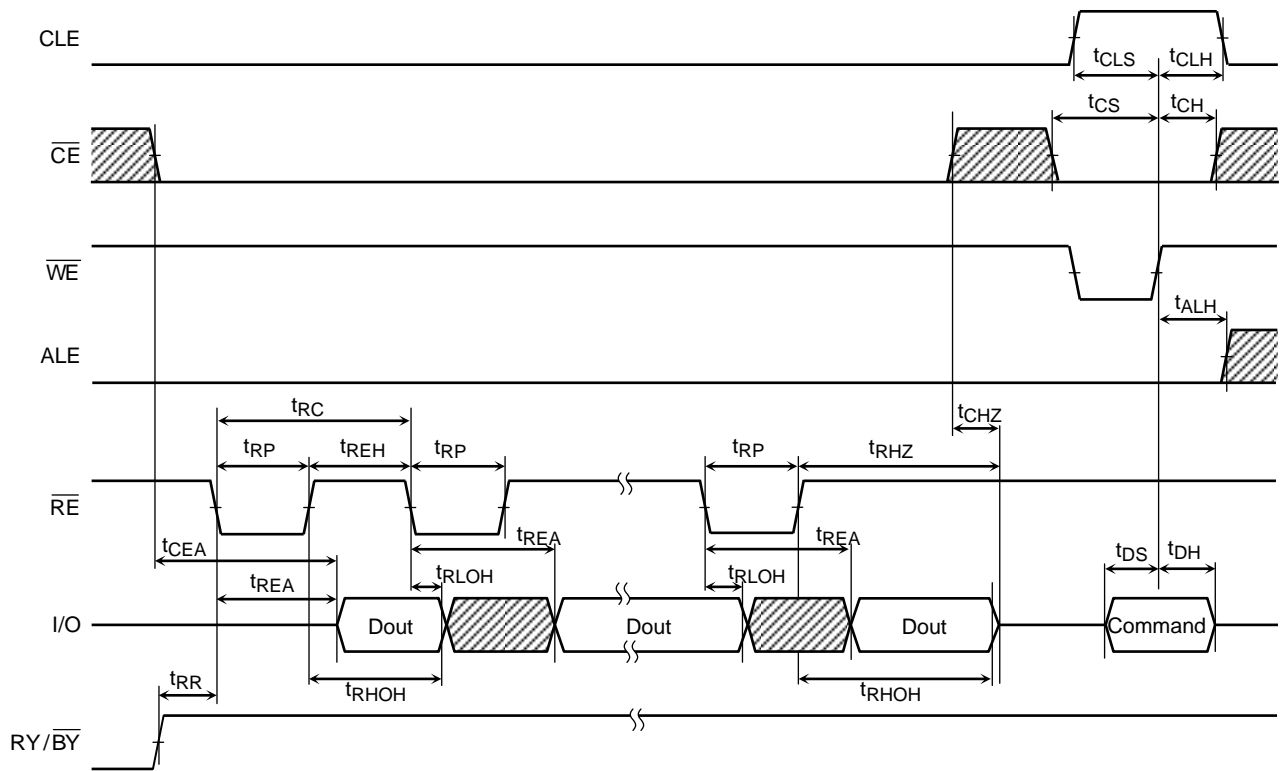 CLE
tCLS tCLH
tCS tCH
CE
WE
tALH
ALE
tRC
tCHZ
tRP tREH tRP tRP tRHZ
RE
tCEA tREA tREA
tDS tDH
tREA tRLOH tRLOH
I/O Dout Dout Dout Command
tRR tRHOH tRHOH
RY/BY